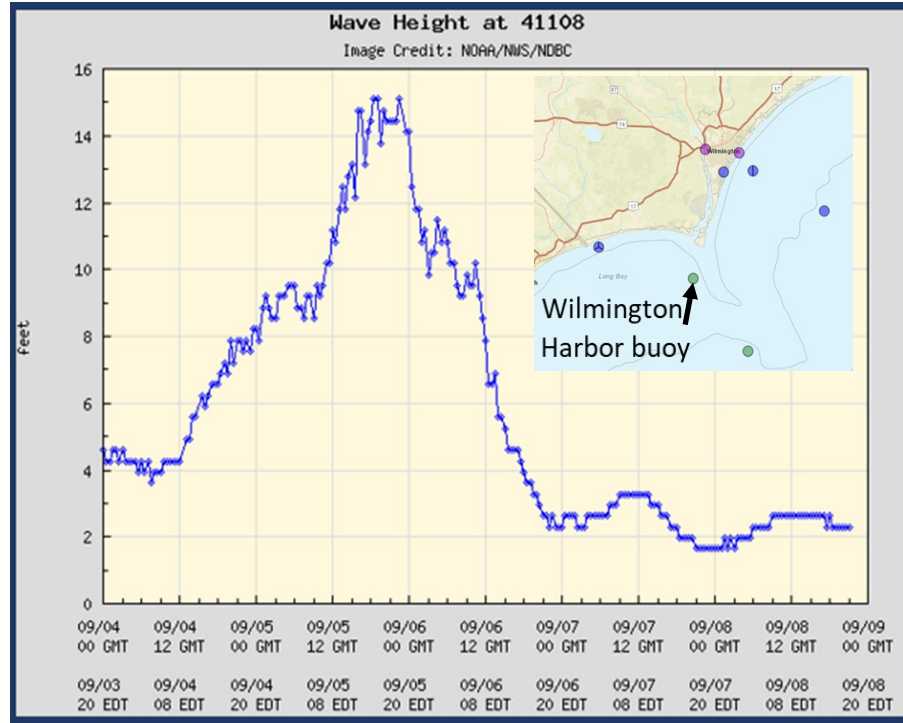 Wave Height at 41108
Image Credit: NOAA/NWS/NDBC
16
14
12
10
8
6
4
2
0
feet
17
74
17
Wilmington
17
Long Bay
Wilmington
Harbor buoy
09/04 09/04 09/05 09/05 09/06 09/06 09/07 09/07 09/08 09/08 09/09
00 GMT 12 GMT 00 GMT 12 GMT 00 GMT 12 GMT 00 GMT 12 GMT 00 GMT 12 GMT 00 GMT
09/03 09/04 09/04 09/05 09/05 09/06 09/06 09/07 09/07 09/08 09/08
20 EDT 08 EDT 20 EDT 08 EDT 20 EDT 08 EDT 20 EDT 08 EDT 20 EDT 08 EDT 20 EDT